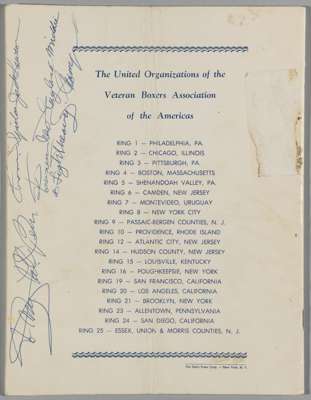 The United Organizations of the
Veteran Boxers Association
of the Americas
RING 1 — PHILADELPHIA, PA.
RING 2 — CHICAGO, ILLINOIS
RING 3 — PITTSBURGH, PA.
RING 4 — BOSTON, MASSACHUSETTS
RING 5 — SHENANDOAH VALLEY, PA.
RING 6 — CAMDEN, NEW JERSEY
RING 7 — MONTEVIDEO, URUGUAY
RING 8 — NEW YORK CITY
RING 9 — PASSAIC-BERGEN COUNTIES, N. J.
RING 10 — PROVIDENCE, RHODE ISLAND
RING 12 — ATLANTIC CITY, NEW JERSEY
RING 14 — HUDSON COUNTY, NEW JERSEY
RING 15 — LOUISVILLE, KENTUCKY
RING 16 — POUGHKEEPSIE, NEW YORK
RING 19 — SAN FRANCISCO, CALIFORNIA
RING 20 — LOS ANGELES, CALIFORNIA
RING 21 — BROOKLYN, NEW YORK
RING 23 — ALLENTOWN, PENNSYLVANIA
RING 24 — SAN DIEGO, CALIFORNIA
RING 25 — ESSEX, UNION & MORRIS COUNTIES, N. J.